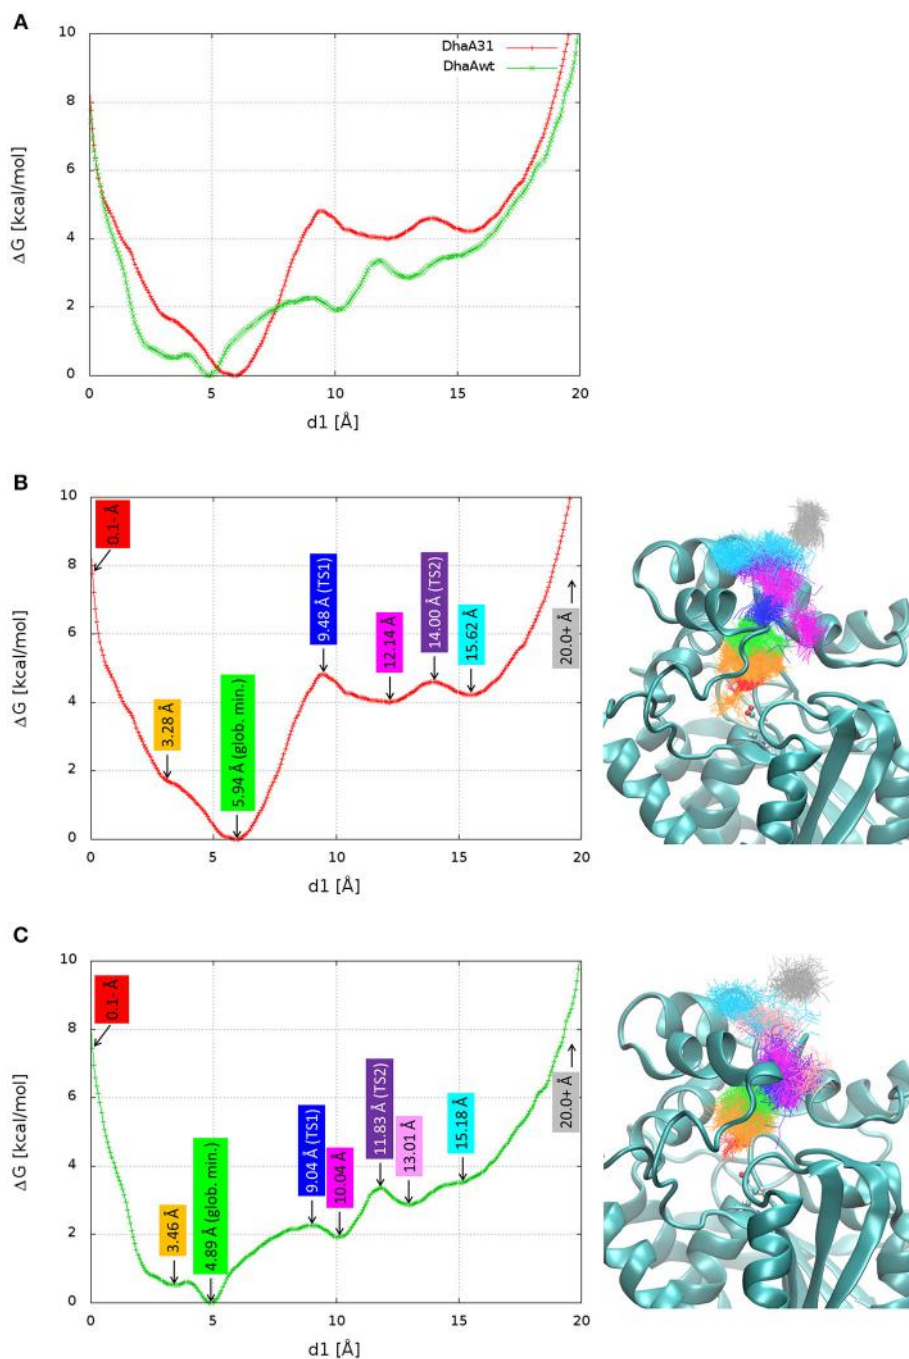 A
10
8
6
4
2
0
ΔG [kcal/mol]
DhaA31
DhaAwt
0 5 10 15 20
d1 [Å]
B
10
8
6
4
2
0
ΔG [kcal/mol]
0.1- Å
3.28 Å
5.94 Å (glob. min.)
9.48 Å (TS1)
12.14 Å
14.00 Å (TS2)
15.62 Å
20.0+ Å
0 5 10 15 20
d1 [Å]
C
10
8
6
4
2
0
ΔG [kcal/mol]
0.1- Å
3.46 Å
4.89 Å (glob. min.)
9.04 Å (TS1)
10.04 Å
11.83 Å (TS2)
13.01 Å
15.18 Å
20.0+ Å
0 5 10 15 20
d1 [Å]